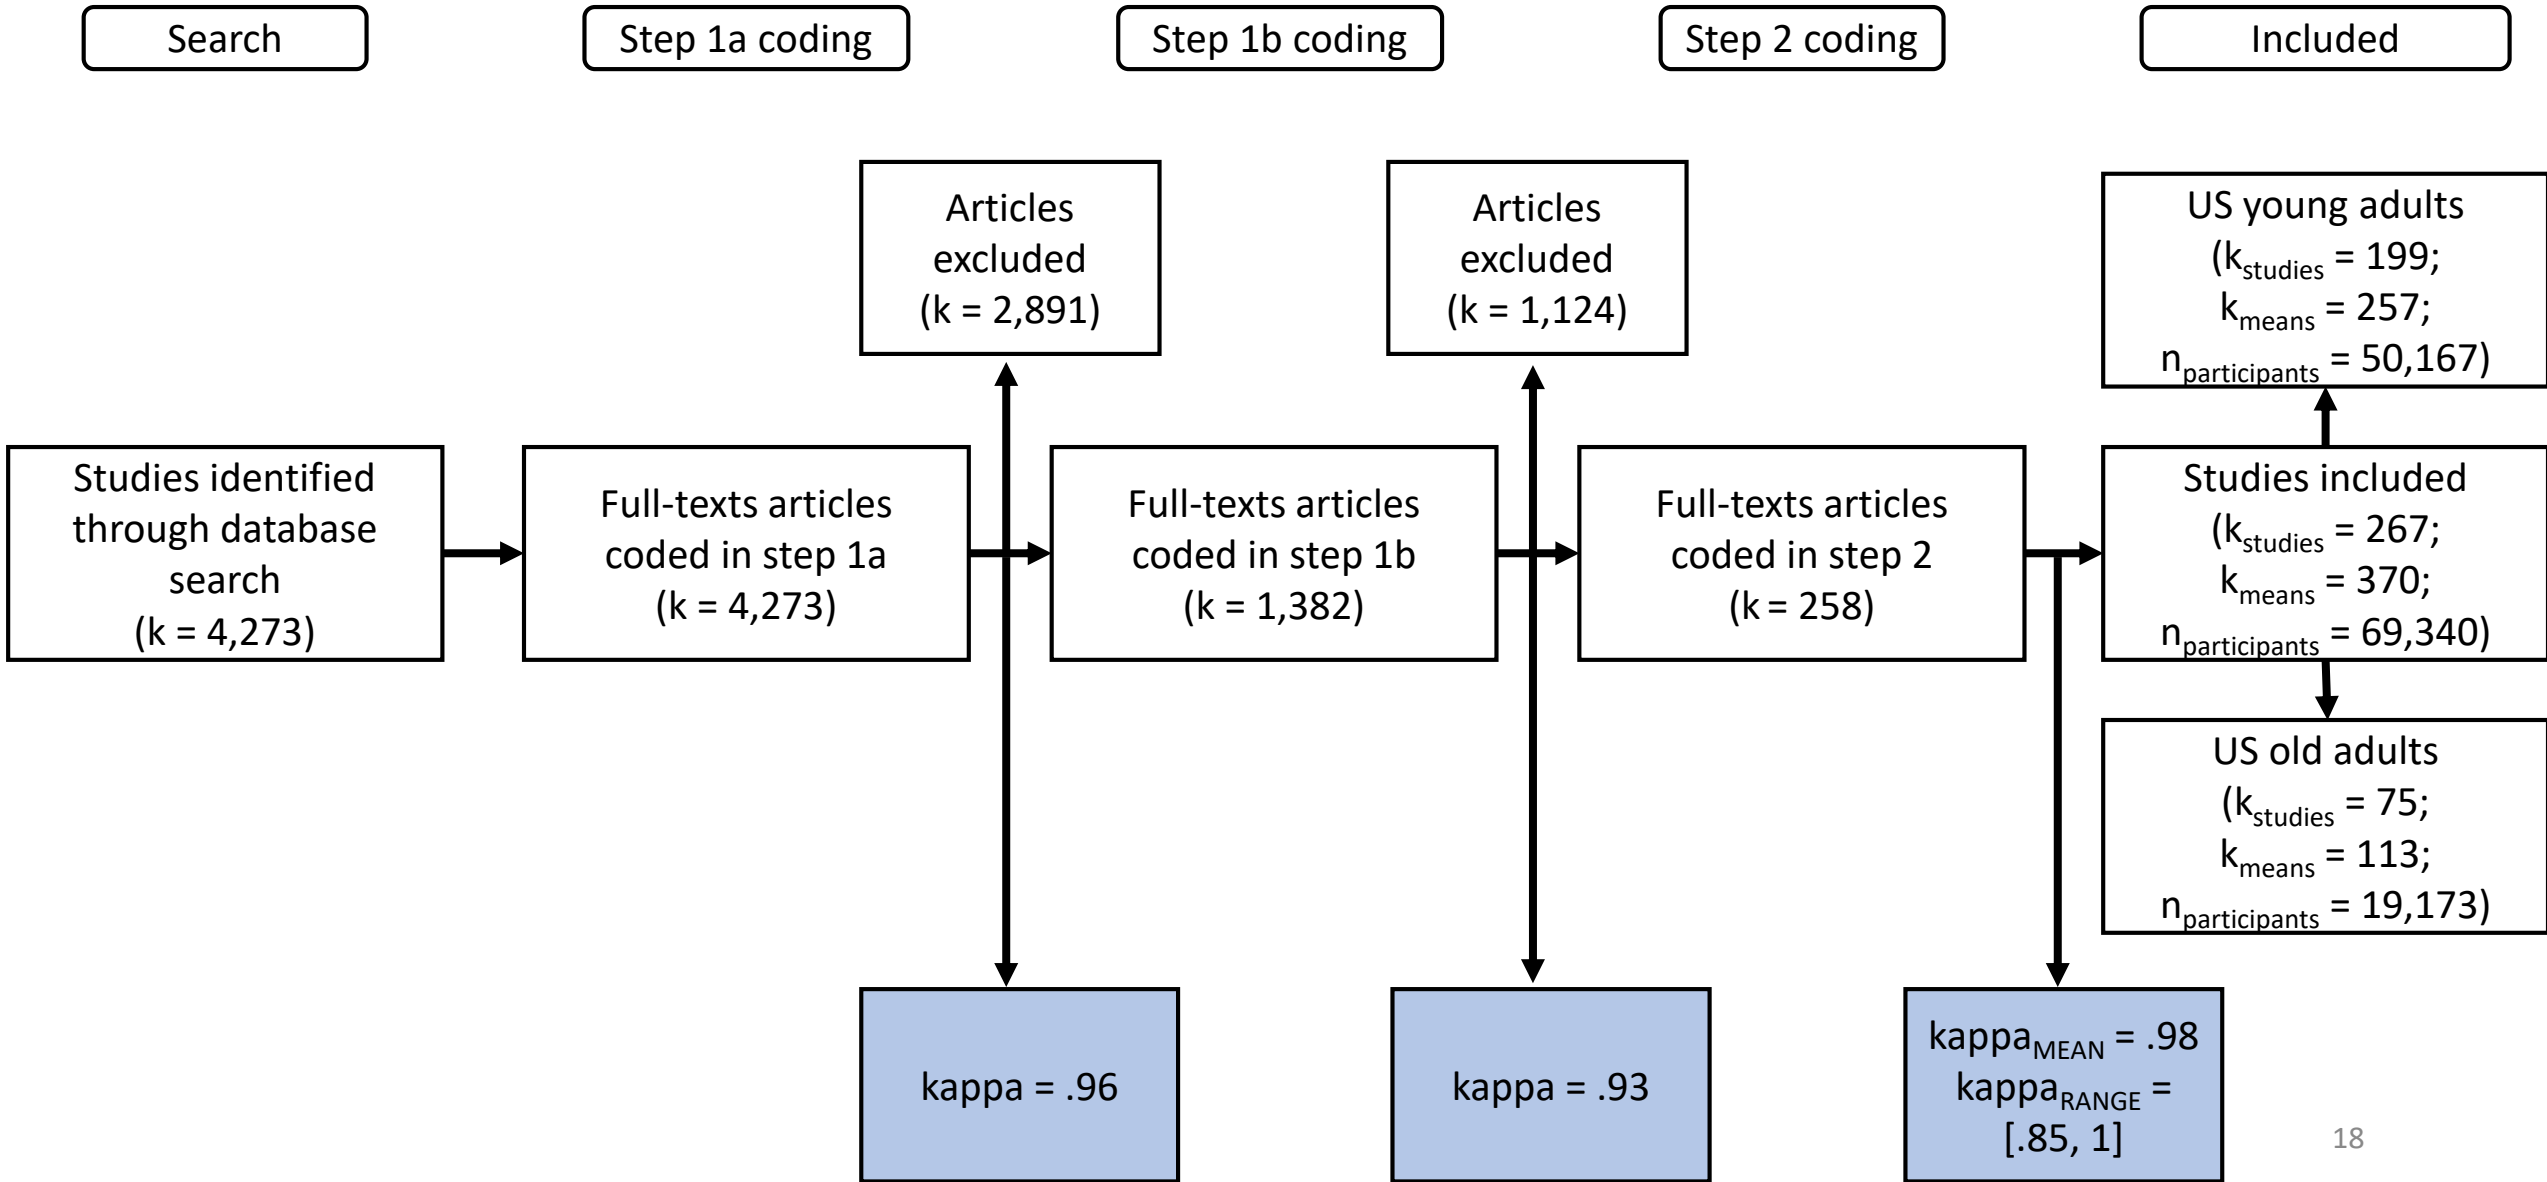 Search
Step 1a coding
Step 1b coding
Step 2 coding
Included
Articles
excluded
(k = 2,891)
Articles
excluded
(k = 1,124)
US young adults
(kstudies = 199;
kmeans = 257;
nparticipants = 50,167)
Studies identified
through database
search
(k = 4,273)
Full-texts articles
coded in step 1a
(k = 4,273)
Full-texts articles
coded in step 1b
(k = 1,382)
Full-texts articles
coded in step 2
(k = 258)
Studies included
(kstudies = 267;
kmeans = 370;
nparticipants = 69,340)
US old adults
(kstudies = 75;
kmeans = 113;
nparticipants = 19,173)
kappa = .96
kappa = .93
kappaMEAN = .98
kappaRANGE =
[.85, 1]
18